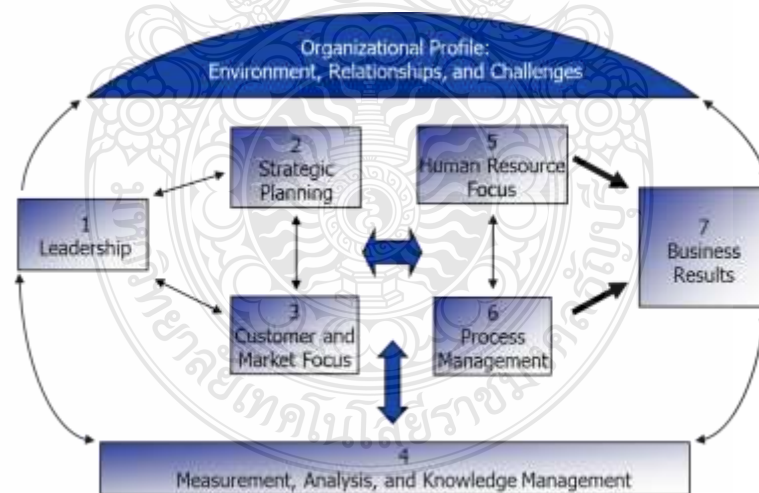 Organizational Profile:
Environment, Relationships, and Challenges
2
Strategic
Planning
5
Human Resource
Focus
1
Leadership
7
Business
Results
3
Customer and
Market Focus
6
Process
Management
4
Measurement, Analysis, and Knowledge Management